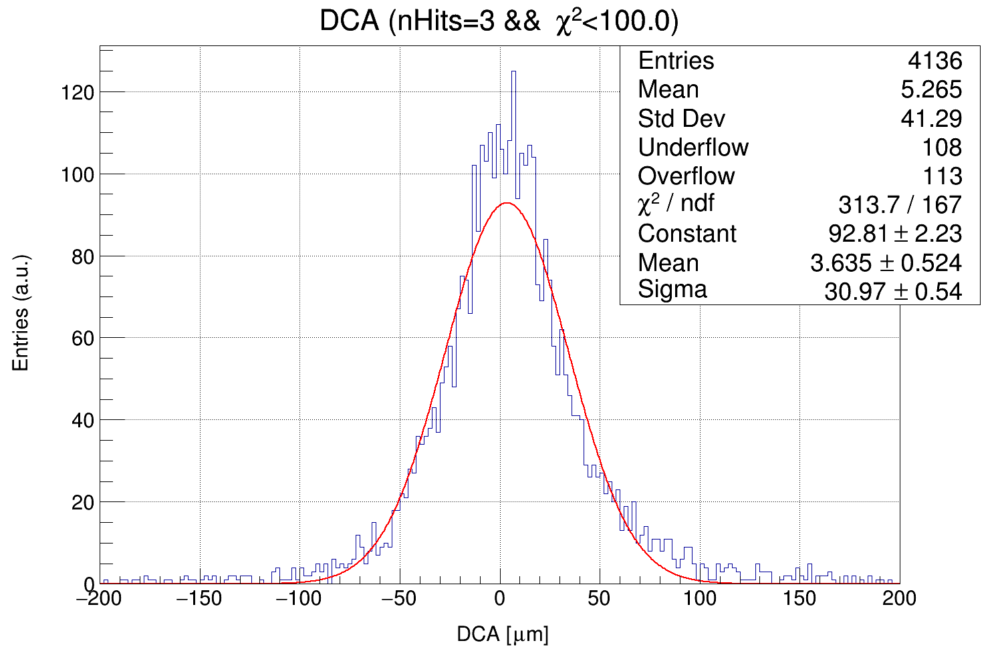 DCA (nHits=3 && χ²<100.0)
Entries 4136
Mean 5.265
Std Dev 41.29
Underflow 108
Overflow 113
χ² / ndf 313.7 / 167
Constant 92.81 ± 2.23
Mean 3.635 ± 0.524
Sigma 30.97 ± 0.54
Entries (a.u.)
120
100
80
60
40
20
0
−200 −150 −100 −50 0 50 100 150 200
DCA [μm]